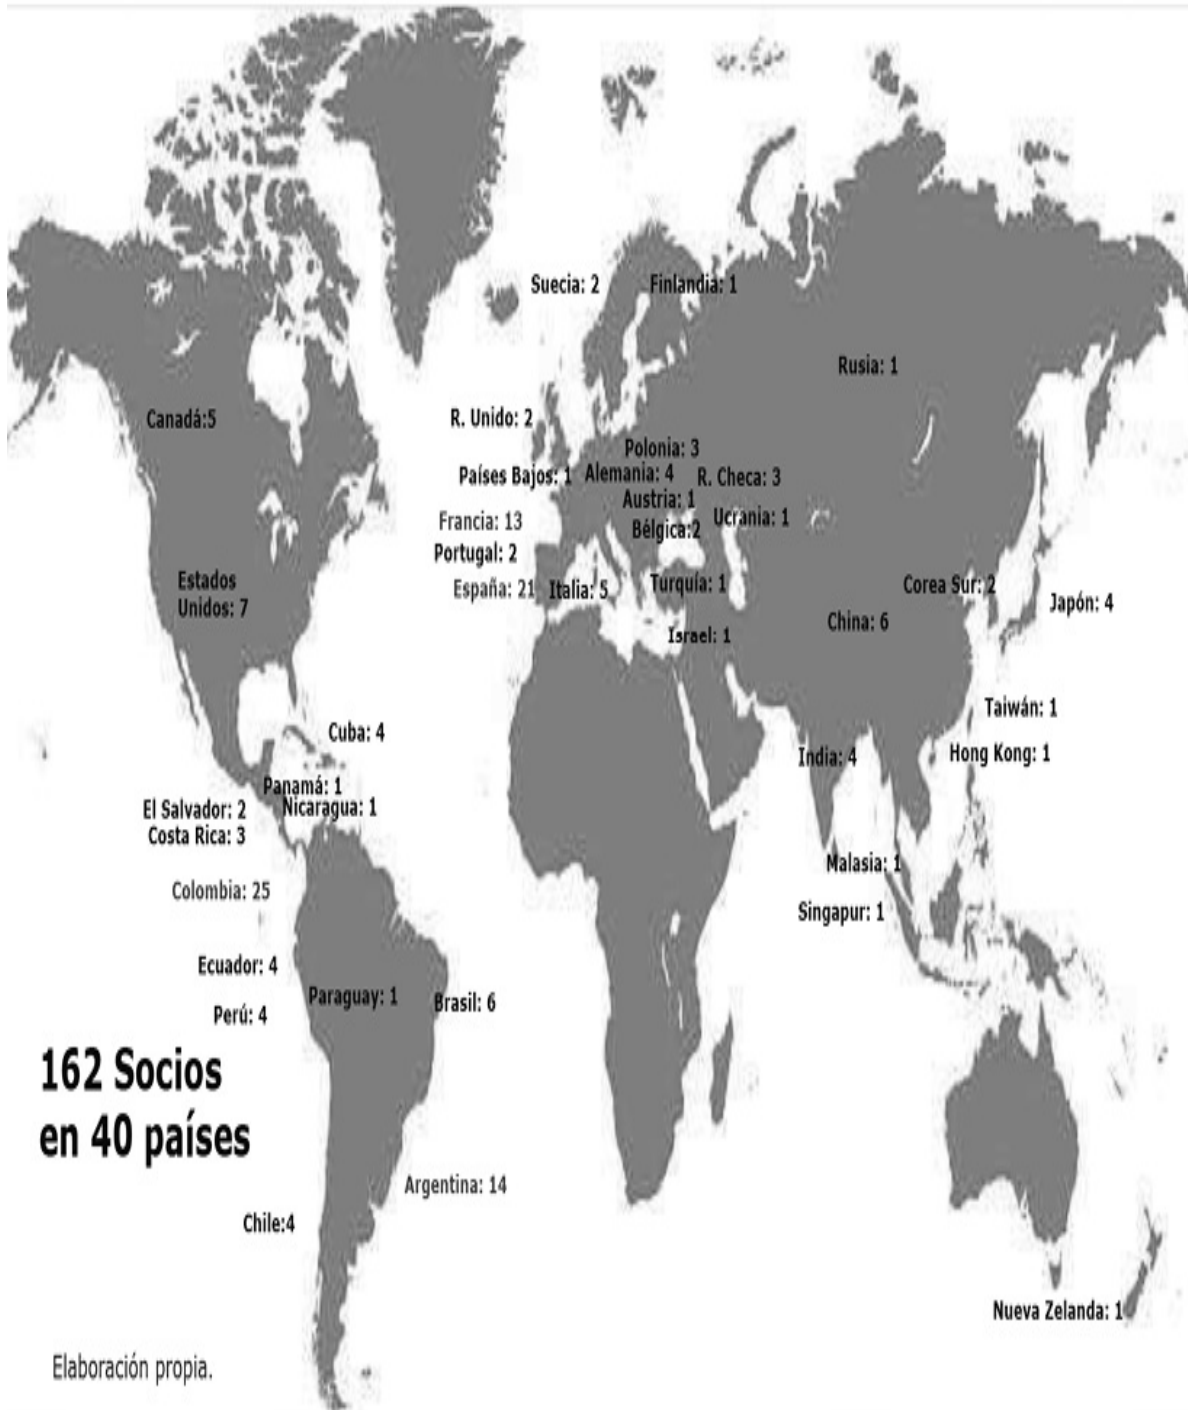 Suecia: 2
Finlandia: 1
Rusia: 1
Canadá:5
R. Unido: 2
Polonia: 3
Países Bajos: 1
Alemania: 4
R. Checa: 3
Austria: 1
Francia: 13
Bélgica:2
Ucrania: 1
Portugal: 2
Estados
Unidos: 7
España: 21
Italia: 5
Turquía: 1
Corea Sur: 2
Japón: 4
China: 6
Israel: 1
Taiwán: 1
Cuba: 4
India: 4
Hong Kong: 1
Panamá: 1
El Salvador: 2
Nicaragua: 1
Costa Rica: 3
Malasia: 1
Colombia: 25
Singapur: 1
Ecuador: 4
Paraguay: 1
Brasil: 6
Perú: 4
162 Socios
en 40 países
Argentina: 14
Chile:4
Nueva Zelanda: 1
Elaboración propia.